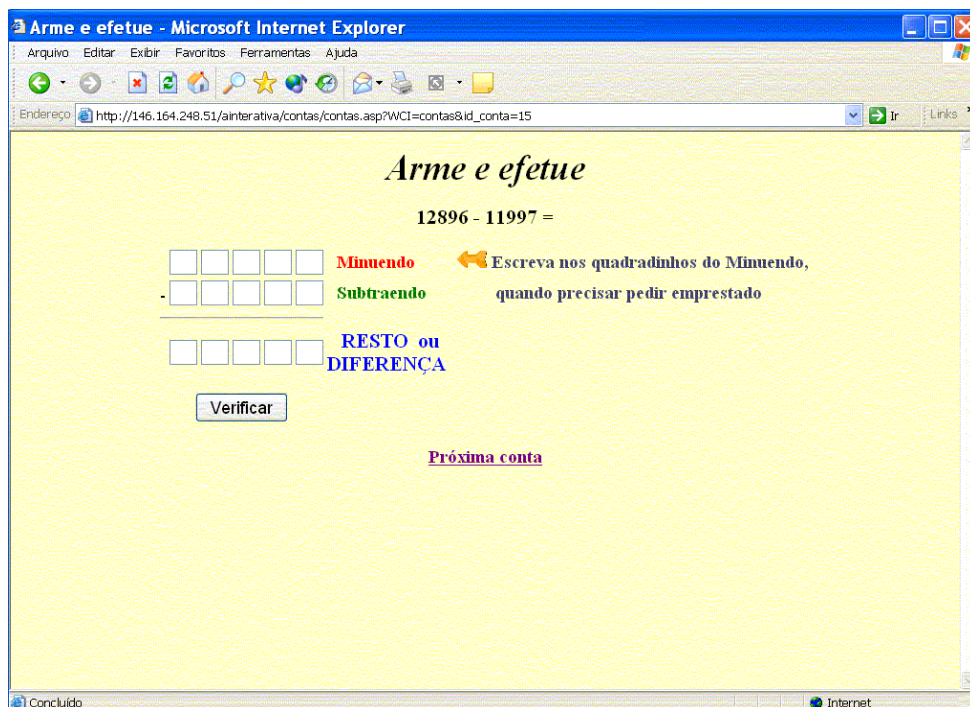 Arme e efetue - Microsoft Internet Explorer
Arquivo Editar Exibir Favoritos Ferramentas Ajuda
Endereço http://146.164.248.51/ainterativa/contas/contas.asp?WCI=contas&id_conta=15 Ir Links
Arme e efetue
12896 - 11997 =
Minuendo Escreva nos quadradinhos do Minuendo,
- Subtraendo quando precisar pedir emprestado
RESTO ou
DIFERENÇA
Verificar
Próxima conta
Concluído Internet